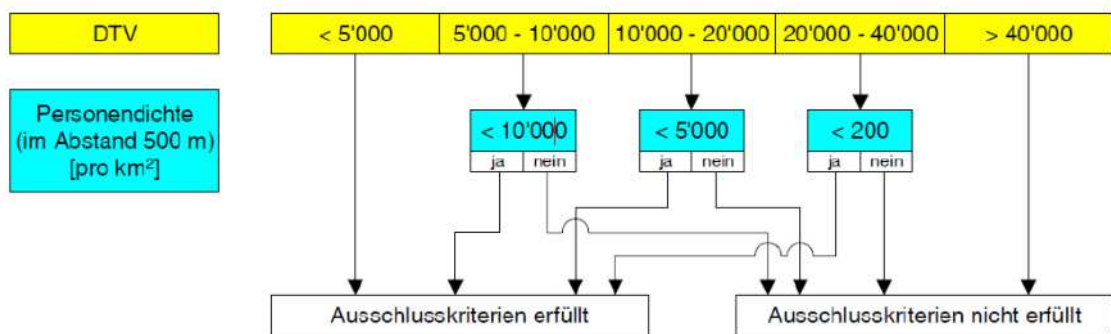 DTV
< 5'000
5'000 - 10'000
10'000 - 20'000
20'000 - 40'000
> 40'000
Personendichte
(im Abstand 500 m)
[pro km²]
< 10'000
< 5'000
< 200
ja
nein
ja
nein
ja
nein
Ausschlusskriterien erfüllt
Ausschlusskriterien nicht erfüllt